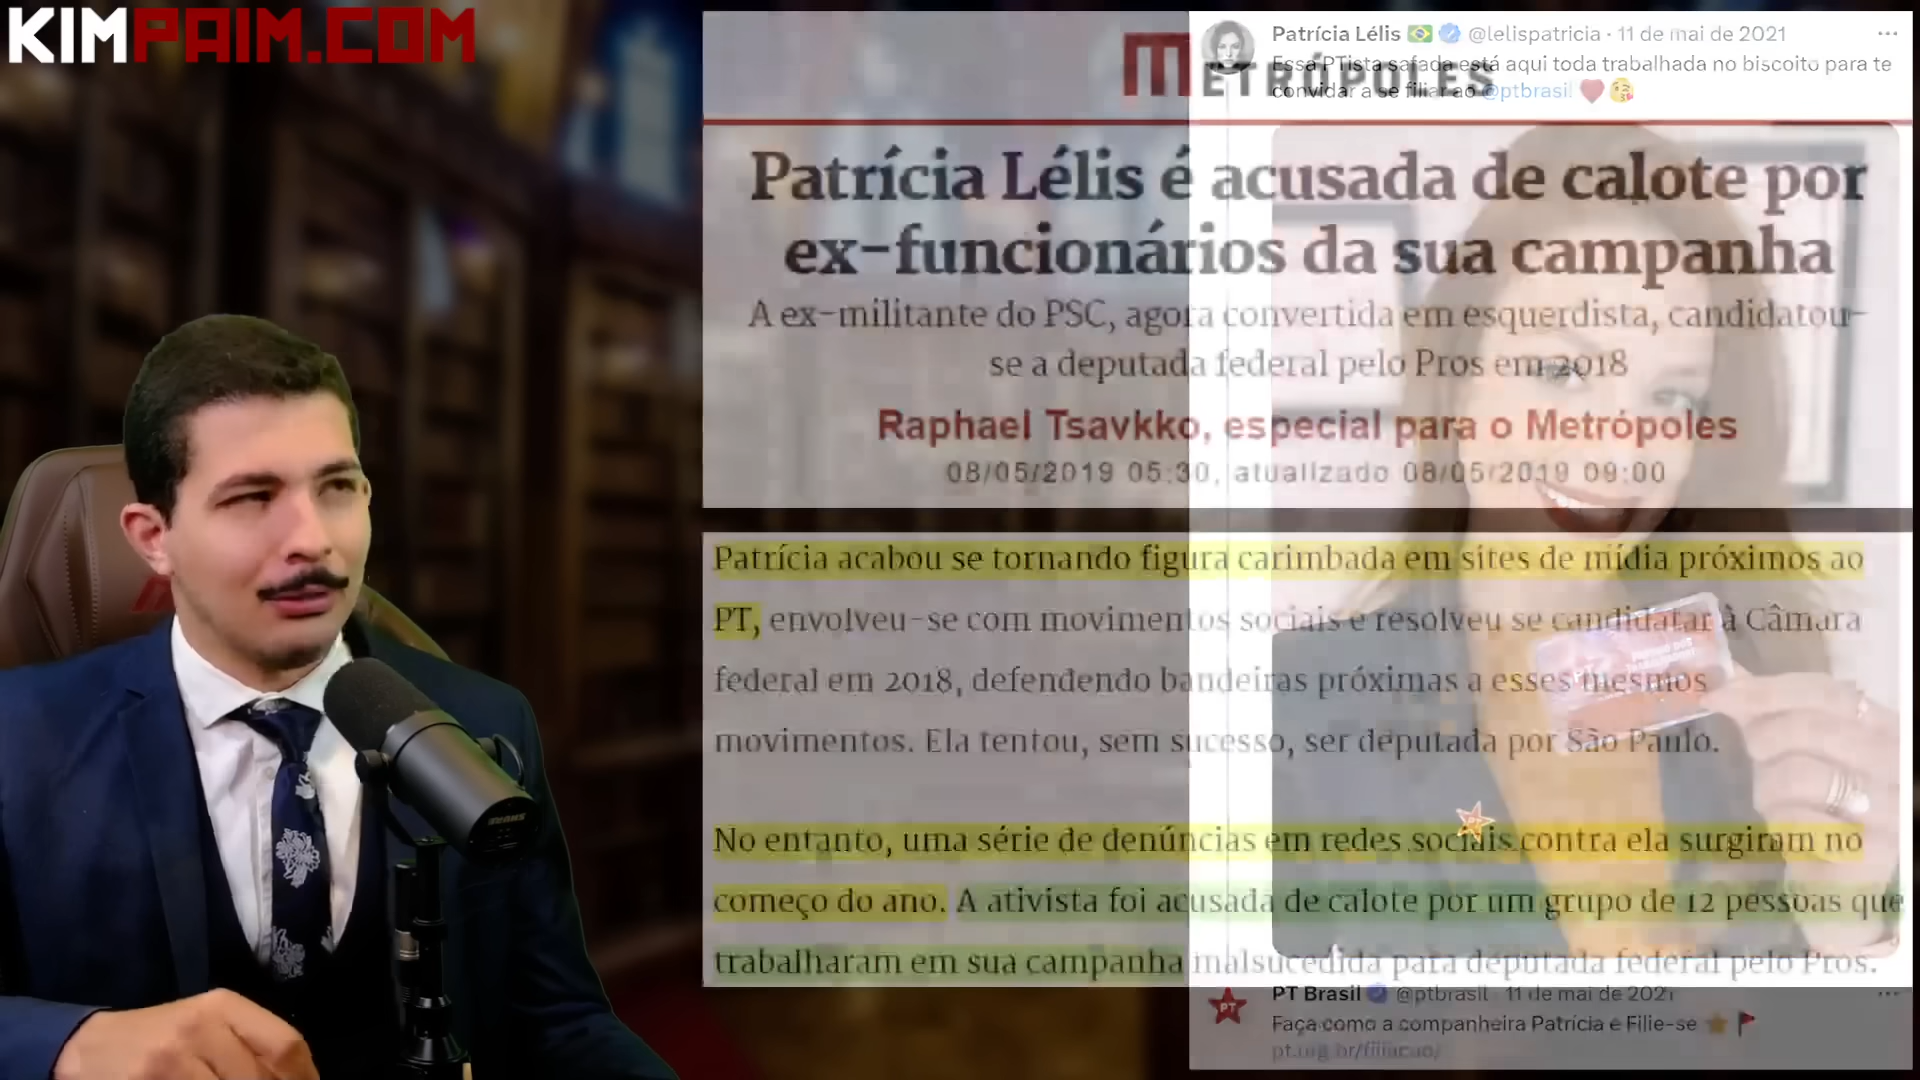 KIMPAIM.COM
METRÓPOLES
Patrícia Lélis é acusada de calote por
ex-funcionários da sua campanha
A ex-militante do PSC, agora convertida em esquerdista, candidatou-
se a deputada federal pelo Pros em 2018
Raphael Tsavkko, especial para o Metrópoles
08/05/2019 05:30, atualizado 08/05/2019 09:00
Patrícia acabou se tornando figura carimbada em sites de mídia próximos ao
PT, envolveu-se com movimentos sociais e resolveu se candidatar à Câmara
federal em 2018, defendendo bandeiras próximas a esses mesmos
movimentos. Ela tentou, sem sucesso, ser deputada por São Paulo.
No entanto, uma série de denúncias em redes sociais contra ela surgiram no
começo do ano. A ativista foi acusada de calote por um grupo de 12 pessoas que
trabalharam em sua campanha malsucedida para deputada federal pelo Pros.
Patrícia Lélis @lelispatricia · 11 de mai de 2021
Essa PTista safada está aqui toda trabalhada no biscoito para te
convidar a se filiar ao @ptbrasil
PT
PT Brasil @ptbrasil · 11 de mai de 2021
Faça como a companheira Patrícia e Filie-se
pt.org.br/filiacao/